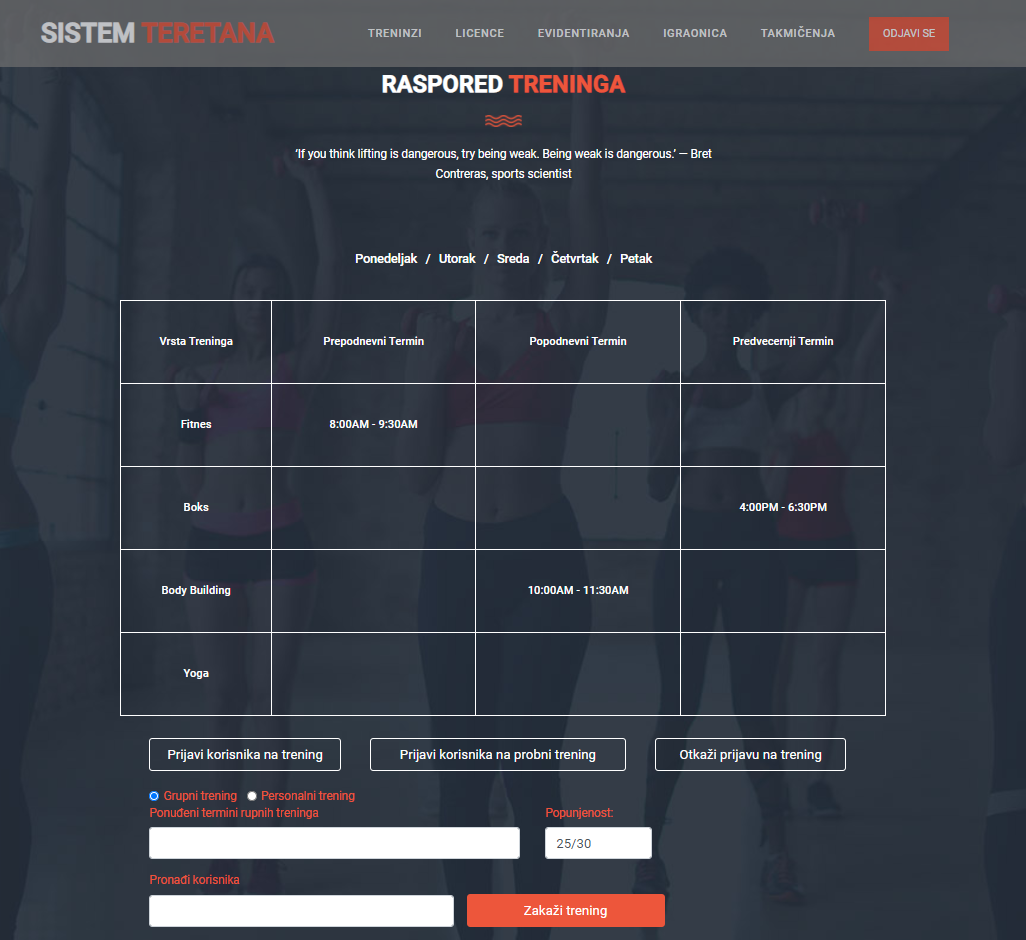 SISTEM TERETANA TRENINZI LICENCE EVIDENTIRANJA IGRAONICA TAKMIČENJA ODJAVI SE
RASPORED TRENINGA
‘If you think lifting is dangerous, try being weak. Being weak is dangerous.’ — Bret
Contreras, sports scientist
Ponedeljak / Utorak / Sreda / Četvrtak / Petak
Vrsta Treninga Prepodnevni Termin Popodnevni Termin Predvecernji Termin
Fitnes 8:00AM - 9:30AM
Boks 4:00PM - 6:30PM
Body Building 10:00AM - 11:30AM
Yoga
Prijavi korisnika na trening Prijavi korisnika na probni trening Otkaži prijavu na trening
Grupni trening Personalni trening
Ponuđeni termini rupnih treninga Popunjenost:
25/30
Pronađi korisnika
Zakaži trening